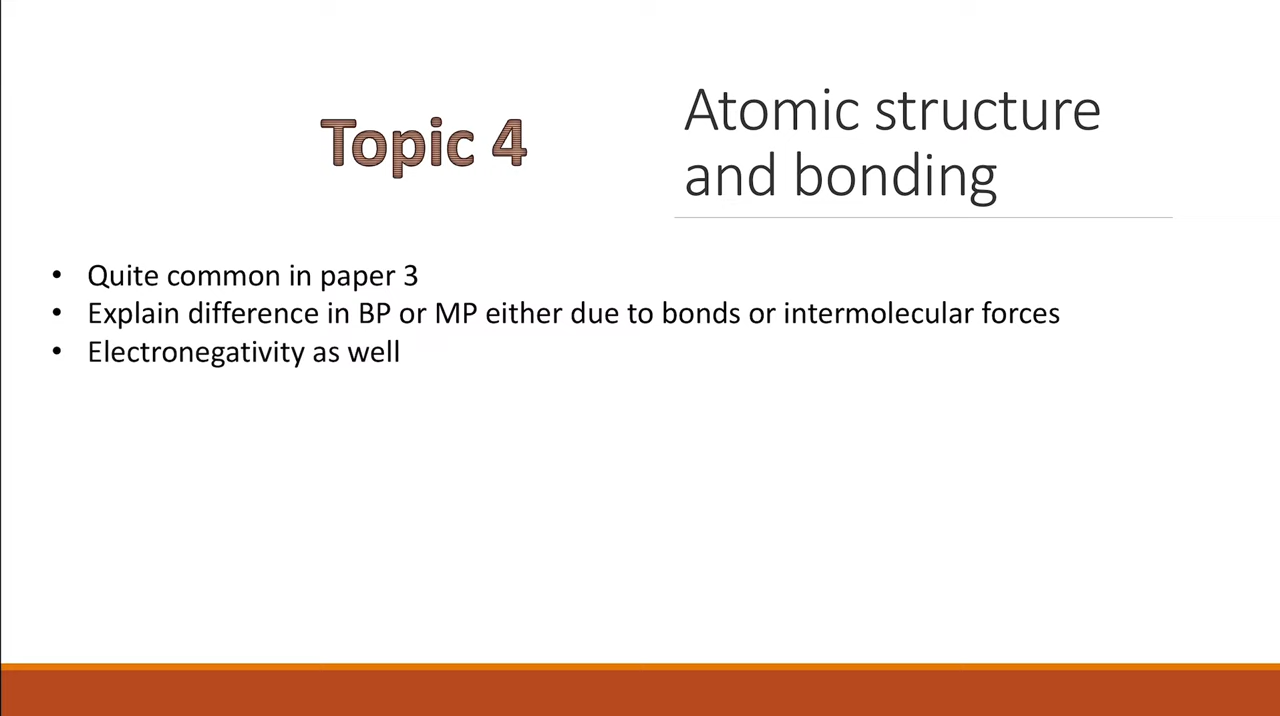 Topic 4
Atomic structure
and bonding
• Quite common in paper 3
• Explain difference in BP or MP either due to bonds or intermolecular forces
• Electronegativity as well